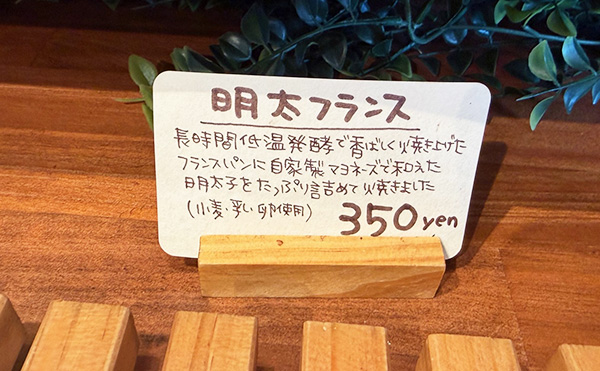 明太フランス
長時間低温発酵で香ばしく焼き上げた
フランスパンに自家製マヨネーズで和えた
明太子をたっぷり詰めて焼きました
(小麦・乳・卵使用) 350yen